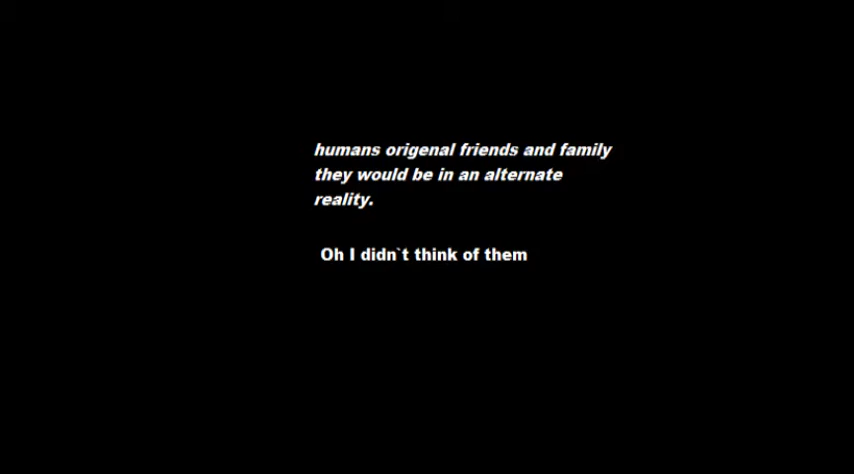 humans origenal friends and family
they would be in an alternate
reality.
Oh I didn`t think of them